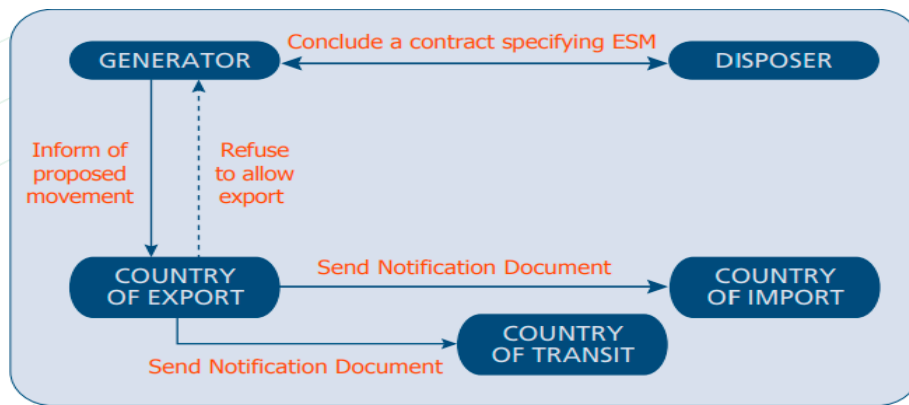 Conclude a contract specifying ESM
GENERATOR
DISPOSER
Inform of
proposed
movement
Refuse
to allow
export
COUNTRY
OF EXPORT
Send Notification Document
COUNTRY
OF IMPORT
COUNTRY
OF TRANSIT
Send Notification Document